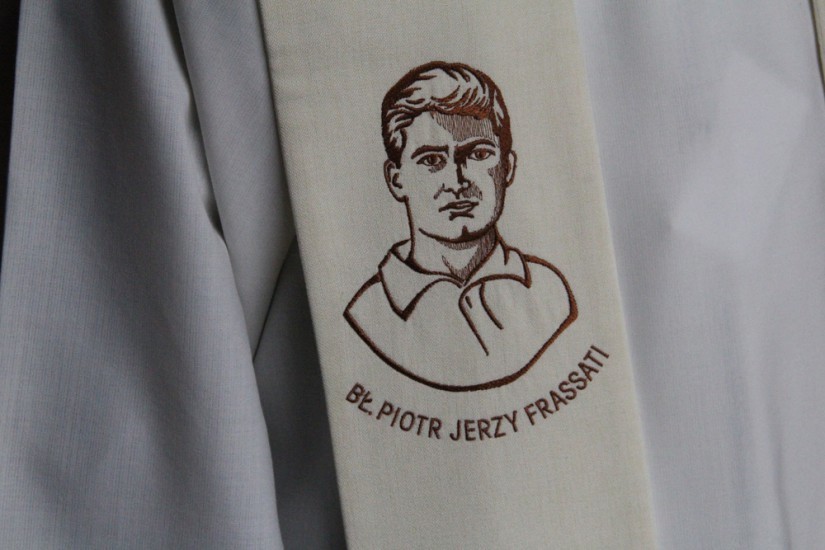 BŁ. PIOTR JERZY FRASSATI